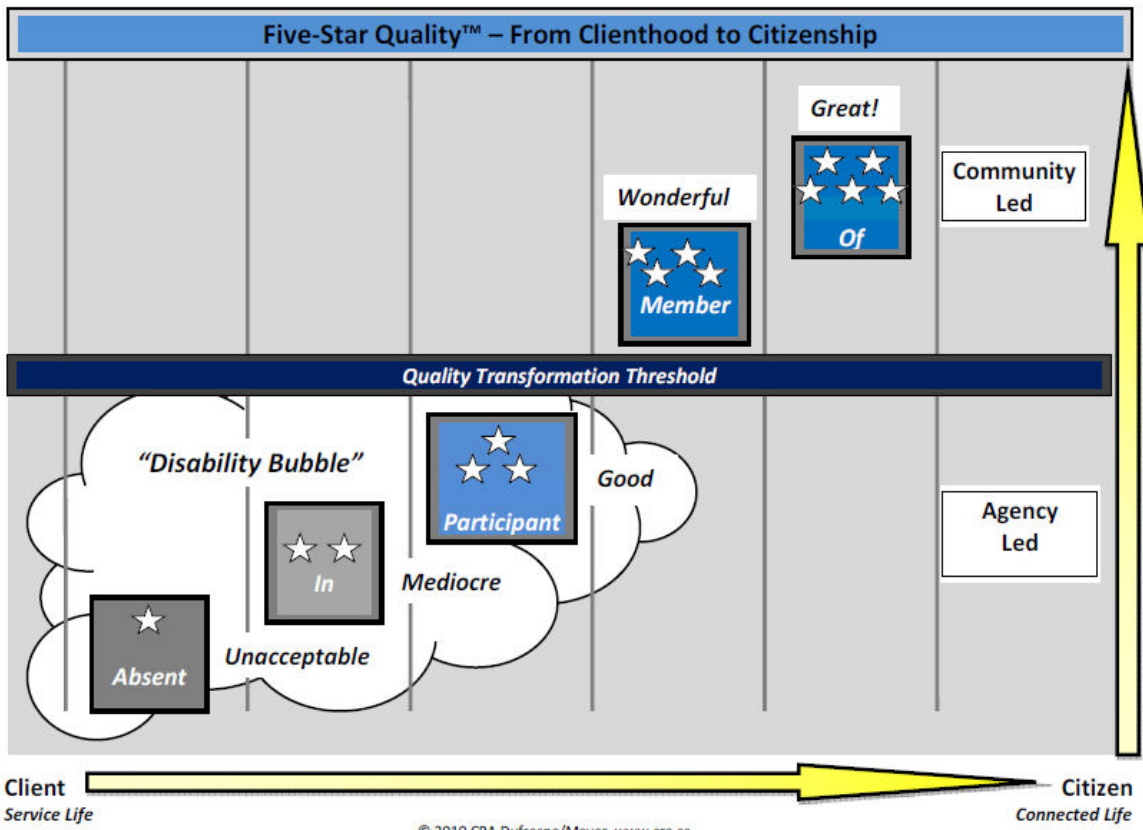 Five-Star Quality™ – From Clienthood to Citizenship
Great!
Of
Community
Led
Wonderful
Member
Quality Transformation Threshold
"Disability Bubble"
Participant
Good
Agency
Led
In
Mediocre
Absent
Unacceptable
Client
Service Life
Citizen
Connected Life